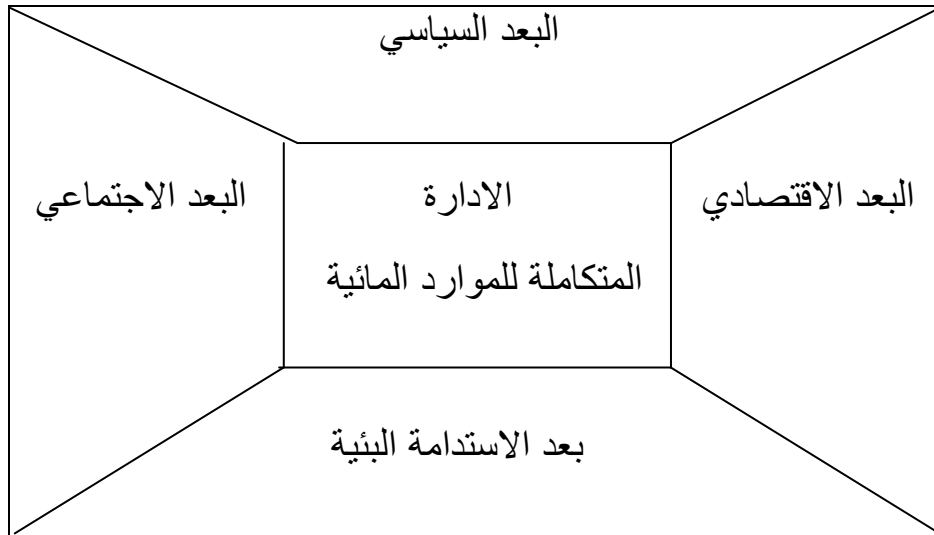 البعد السياسي
البعد الاقتصادي
الادارة
المتكاملة للموارد المائية
البعد الاجتماعي
بعد الاستدامة البئية